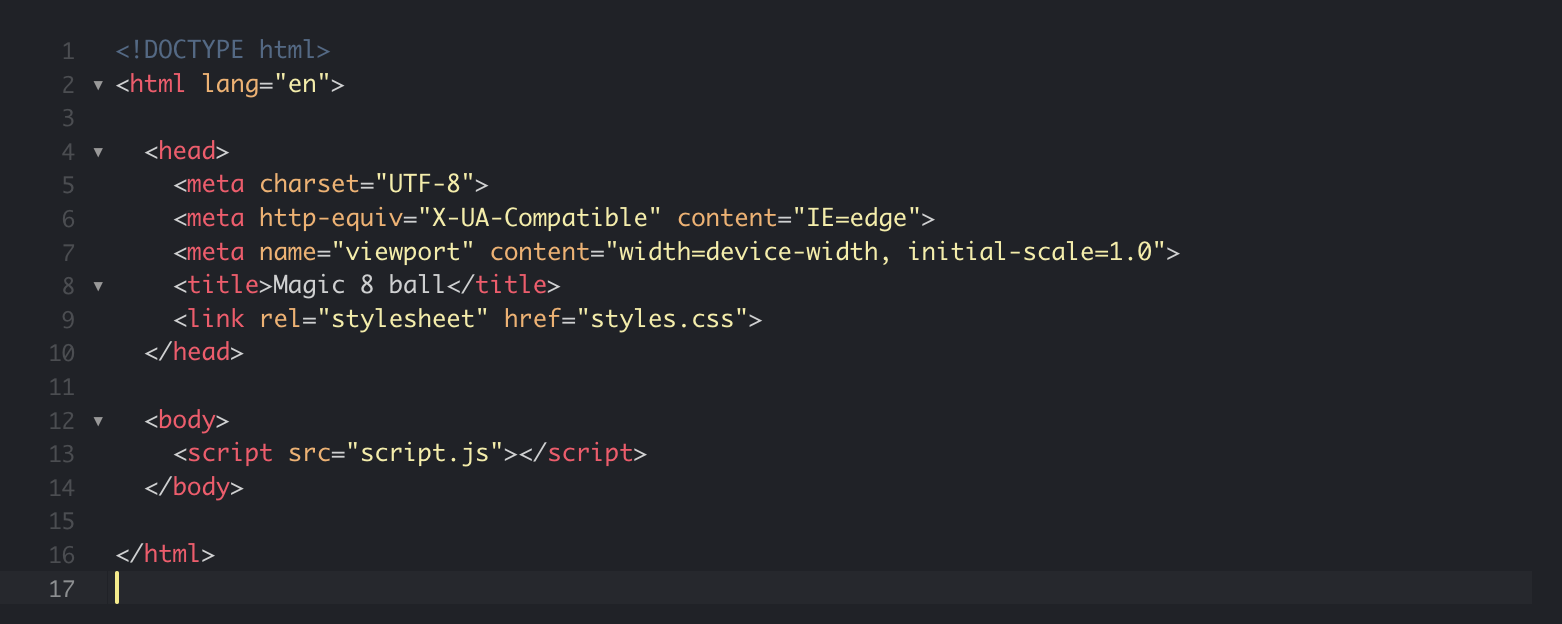 1 <!DOCTYPE html>
2 ▼ <html lang="en">
3
4 ▼ <head>
5 <meta charset="UTF-8">
6 <meta http-equiv="X-UA-Compatible" content="IE=edge">
7 <meta name="viewport" content="width=device-width, initial-scale=1.0">
8 ▼ <title>Magic 8 ball</title>
9 <link rel="stylesheet" href="styles.css">
10 </head>
11
12 ▼ <body>
13 <script src="script.js"></script>
14 </body>
15
16 </html>
17